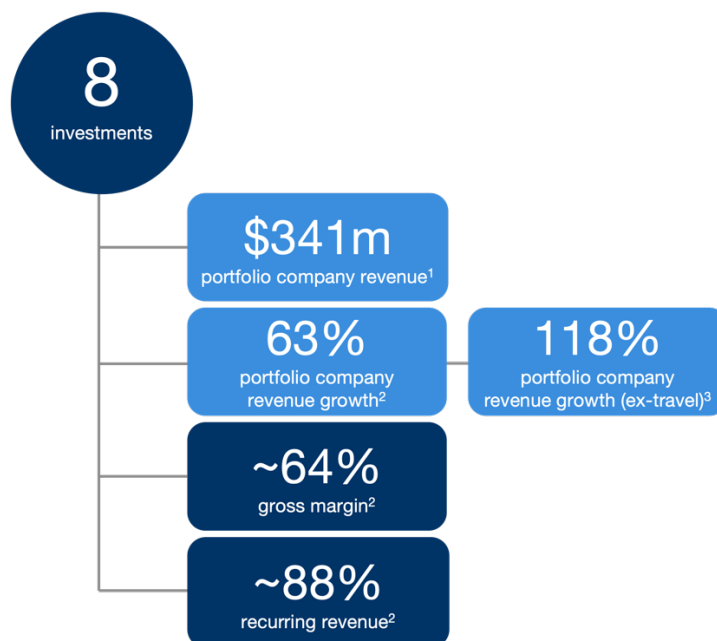 8
investments
$341m
portfolio company revenue¹
63%
portfolio company
revenue growth²
118%
portfolio company
revenue growth (ex-travel)³
~64%
gross margin²
~88%
recurring revenue²